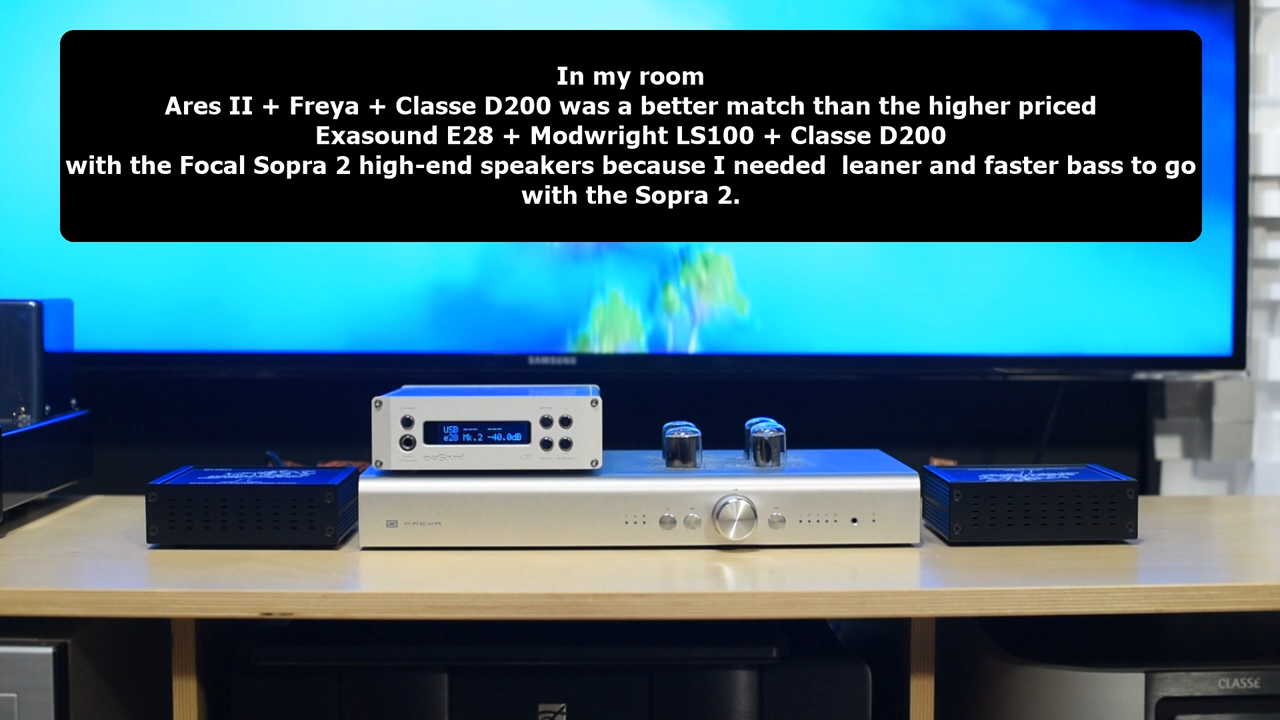 In my room
Ares II + Freya + Classe D200 was a better match than the higher priced
Exasound E28 + Modwright LS100 + Classe D200
with the Focal Sopra 2 high-end speakers because I needed leaner and faster bass to go
with the Sopra 2.
SAMSUNG
USB --- ---
e28 Mk.2 -40.0dB
FREYA
CLASSE